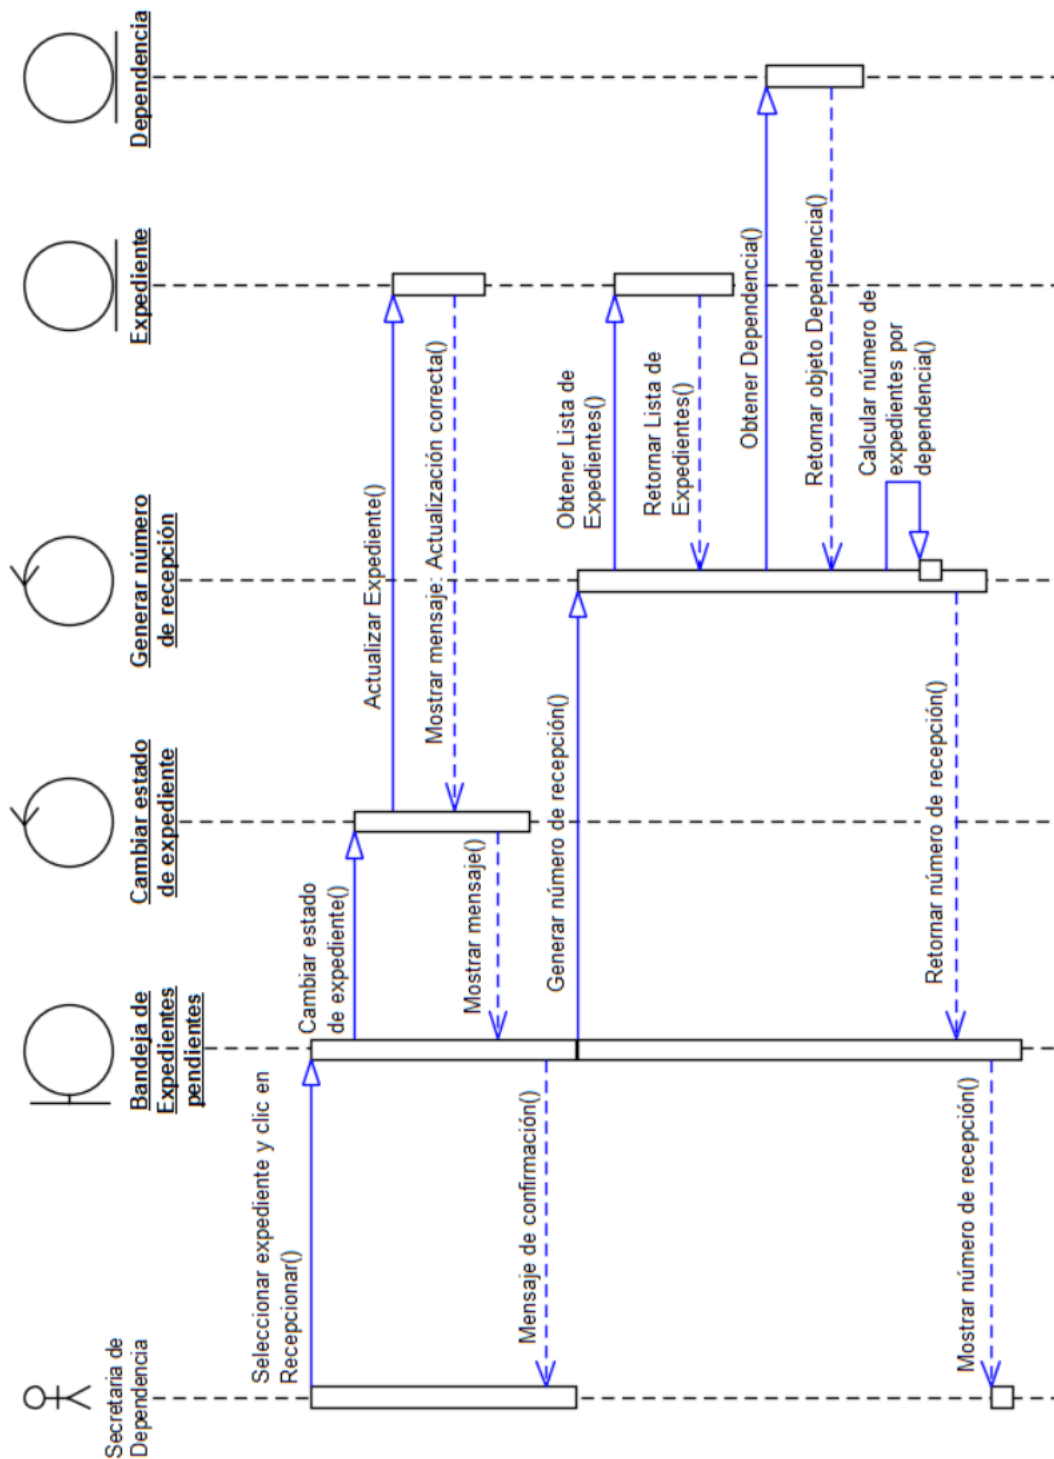 Secretaria de
Dependencia
Bandeja de
Expedientes
pendientes
Cambiar estado
de expediente
Generar número
de recepción
Expediente
Dependencia
Seleccionar expediente y clic en
Recepcionar()
Cambiar estado
de expediente()
Actualizar Expediente()
Mostrar mensaje: Actualización correcta()
Mostrar mensaje()
Mensaje de confirmación()
Generar número de recepción()
Obtener Lista de
Expedientes()
Retornar Lista de
Expedientes()
Obtener Dependencia()
Retornar objeto Dependencia()
Calcular número de
expedientes por
dependencia()
Retornar número de recepción()
Mostrar número de recepción()